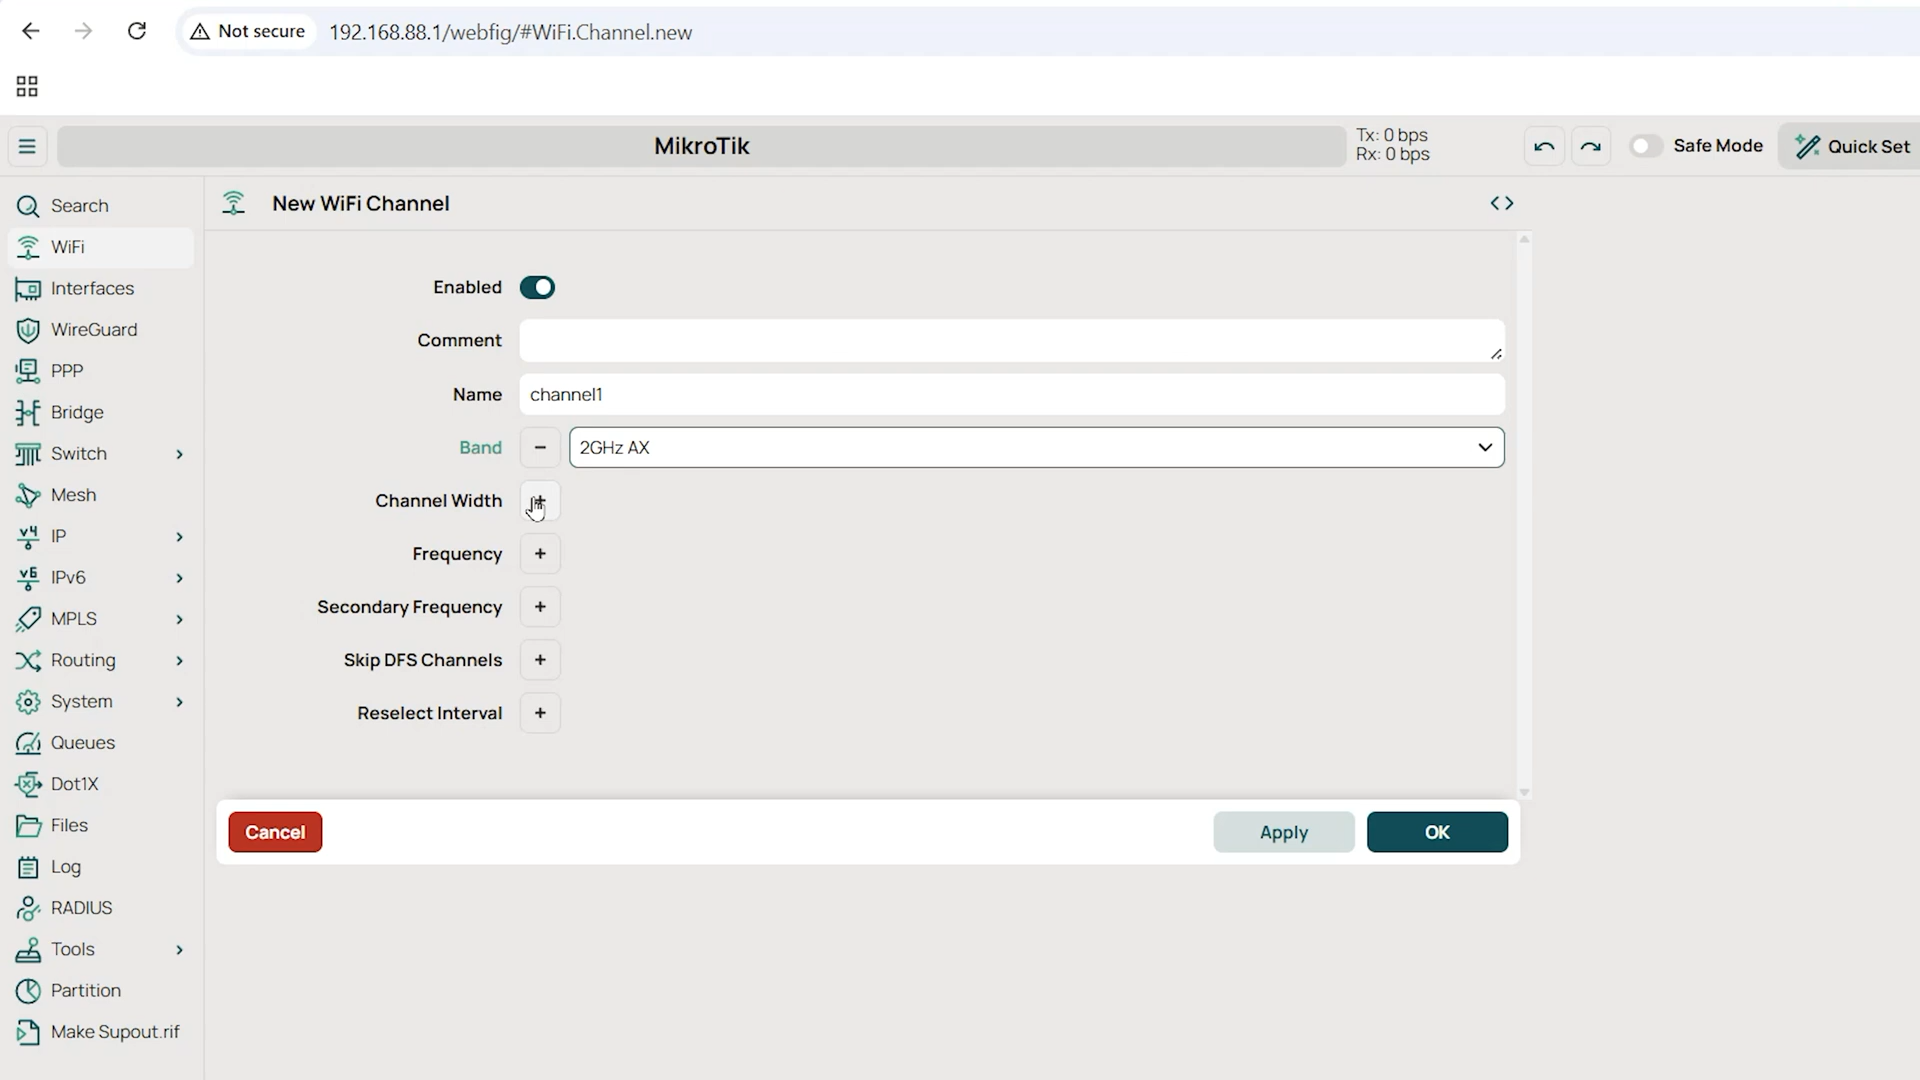 Not secure 192.168.88.1/webfig/#WiFi.Channel.new
MikroTik
Tx: 0 bps
Rx: 0 bps
Safe Mode
Quick Set
Search
WiFi
Interfaces
WireGuard
PPP
Bridge
Switch
Mesh
IP
IPv6
MPLS
Routing
System
Queues
Dot1X
Files
Log
RADIUS
Tools
Partition
Make Supout.rif
New WiFi Channel
Enabled
Comment
Name channel1
Band - 2GHz AX
Channel Width +
Frequency +
Secondary Frequency +
Skip DFS Channels +
Reselect Interval +
Cancel
Apply
OK